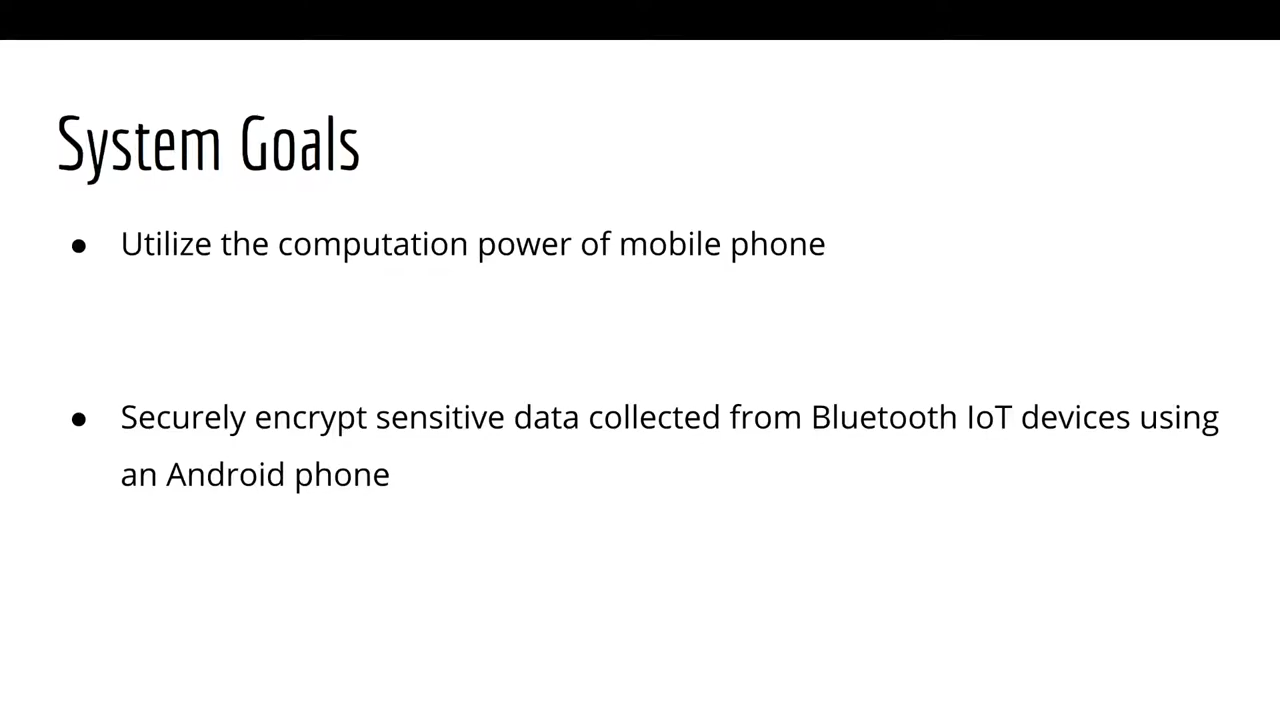 System Goals
● Utilize the computation power of mobile phone
● Securely encrypt sensitive data collected from Bluetooth IoT devices using
an Android phone